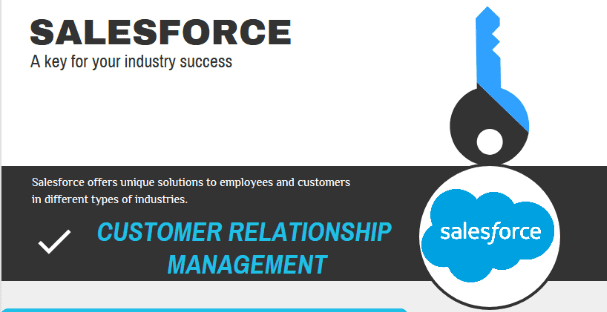 SALESFORCE
A key for your industry success
Salesforce offers unique solutions to employees and customers
in different types of industries.
CUSTOMER RELATIONSHIP
MANAGEMENT
salesforce